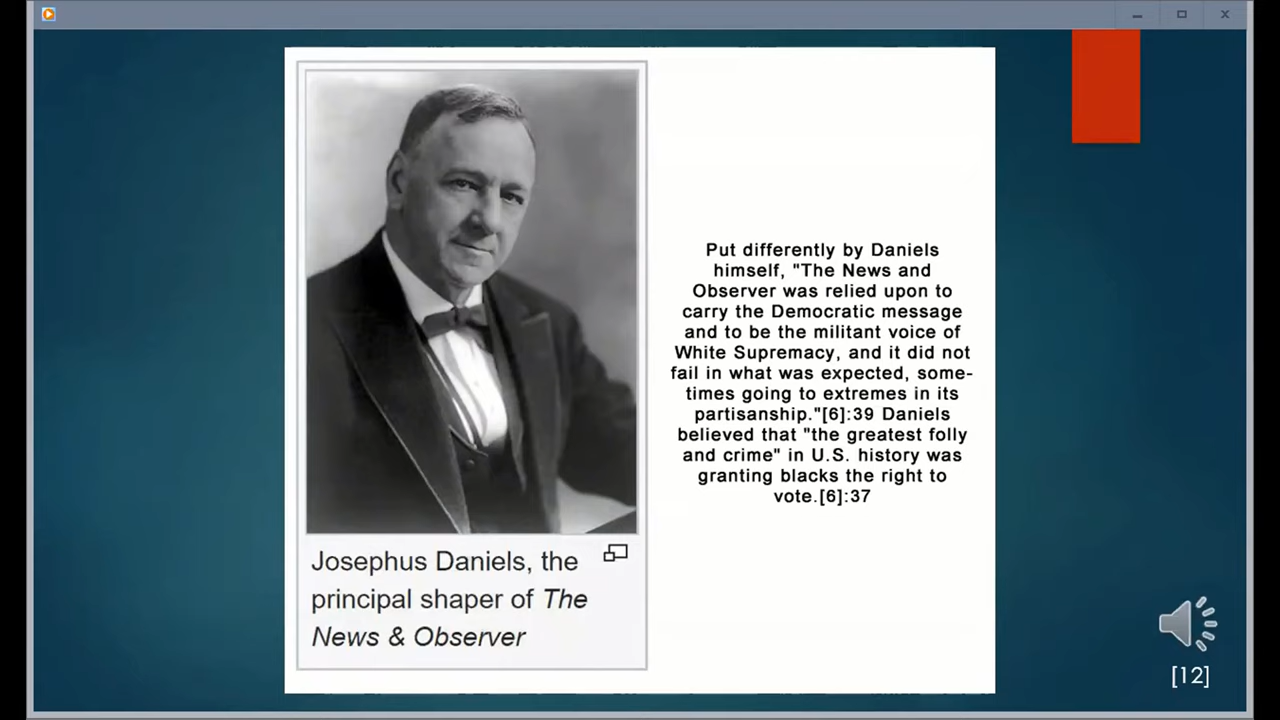 Put differently by Daniels
himself, "The News and
Observer was relied upon to
carry the Democratic message
and to be the militant voice of
White Supremacy, and it did not
fail in what was expected, some-
times going to extremes in its
partisanship."[6]:39 Daniels
believed that "the greatest folly
and crime" in U.S. history was
granting blacks the right to
vote.[6]:37
Josephus Daniels, the
principal shaper of The
News & Observer
[12]